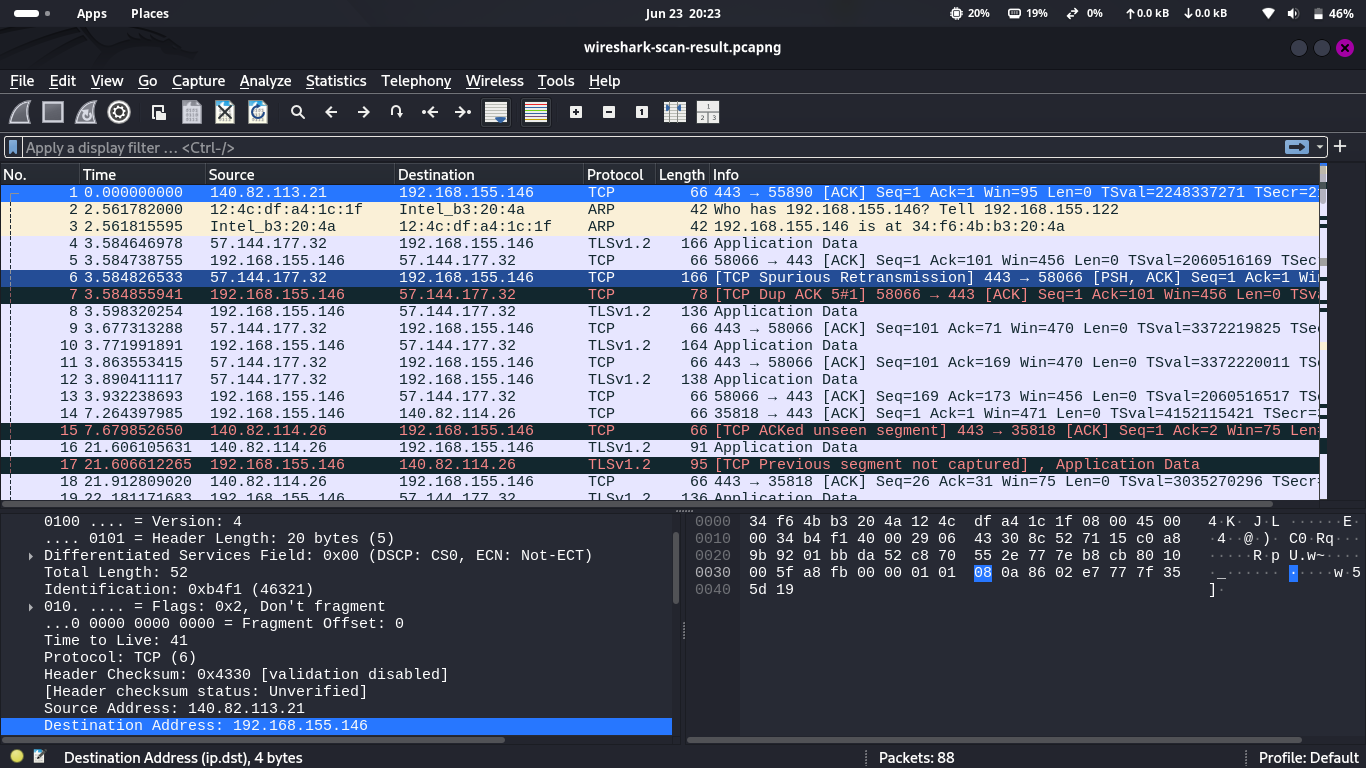 Apps Places Jun 23 20:23 20% 19% 0% ↑0.0 kB ↓0.0 kB 46%
wireshark-scan-result.pcapng
File Edit View Go Capture Analyze Statistics Telephony Wireless Tools Help
Apply a display filter … <Ctrl-/>
No. Time Source Destination Protocol Length Info
1 0.000000000 140.82.113.21 192.168.155.146 TCP 66 443 → 55890 [ACK] Seq=1 Ack=1 Win=95 Len=0 TSval=2248337271 TSecr=2
2 2.561782000 12:4c:df:a4:1c:1f Intel_b3:20:4a ARP 42 Who has 192.168.155.146? Tell 192.168.155.122
3 2.561815595 Intel_b3:20:4a 12:4c:df:a4:1c:1f ARP 42 192.168.155.146 is at 34:f6:4b:b3:20:4a
4 3.584646978 57.144.177.32 192.168.155.146 TLSv1.2 166 Application Data
5 3.584738755 192.168.155.146 57.144.177.32 TCP 66 58066 → 443 [ACK] Seq=1 Ack=101 Win=456 Len=0 TSval=2060516169 TSec
6 3.584826533 57.144.177.32 192.168.155.146 TCP 166 [TCP Spurious Retransmission] 443 → 58066 [PSH, ACK] Seq=1 Ack=1 Wi
7 3.584855941 192.168.155.146 57.144.177.32 TCP 78 [TCP Dup ACK 5#1] 58066 → 443 [ACK] Seq=1 Ack=101 Win=456 Len=0 TSv
8 3.598320254 192.168.155.146 57.144.177.32 TLSv1.2 136 Application Data
9 3.677313288 57.144.177.32 192.168.155.146 TCP 66 443 → 58066 [ACK] Seq=101 Ack=71 Win=470 Len=0 TSval=3372219825 TSe
10 3.771991891 57.144.177.32 192.168.155.146 TLSv1.2 164 Application Data
11 3.863553415 57.144.177.32 192.168.155.146 TCP 66 443 → 58066 [ACK] Seq=101 Ack=169 Win=470 Len=0 TSval=3372220011 TS
12 3.890411117 57.144.177.32 192.168.155.146 TLSv1.2 138 Application Data
13 3.932238693 192.168.155.146 57.144.177.32 TCP 66 58066 → 443 [ACK] Seq=169 Ack=173 Win=456 Len=0 TSval=2060516517 TS
14 7.264397985 192.168.155.146 140.82.114.26 TCP 66 35818 → 443 [ACK] Seq=1 Ack=1 Win=471 Len=0 TSval=4152115421 TSecr=
15 7.679852650 140.82.114.26 192.168.155.146 TCP 66 [TCP ACKed unseen segment] 443 → 35818 [ACK] Seq=1 Ack=2 Win=75 Len
16 21.606105631 140.82.114.26 192.168.155.146 TLSv1.2 91 Application Data
17 21.606612265 192.168.155.146 140.82.114.26 TLSv1.2 95 [TCP Previous segment not captured] , Application Data
18 21.912809020 140.82.114.26 192.168.155.146 TCP 66 443 → 35818 [ACK] Seq=26 Ack=31 Win=75 Len=0 TSval=3035270296 TSecr
19 22.181171683 192.168.155.146 57.144.177.32 TLSv1.2 136 Application Data
0100 .... = Version: 4
.... 0101 = Header Length: 20 bytes (5)
Differentiated Services Field: 0x00 (DSCP: CS0, ECN: Not-ECT)
Total Length: 52
Identification: 0xb4f1 (46321)
010. .... = Flags: 0x2, Don't fragment
...0 0000 0000 0000 = Fragment Offset: 0
Time to Live: 41
Protocol: TCP (6)
Header Checksum: 0x4330 [validation disabled]
[Header checksum status: Unverified]
Source Address: 140.82.113.21
Destination Address: 192.168.155.146
0000 34 f6 4b b3 20 4a 12 4c df a4 1c 1f 08 00 45 00 4·K· J·L ······E·
0010 00 34 b4 f1 40 00 29 06 43 30 8c 52 71 15 c0 a8 ·4··@·)· C0·Rq···
0020 9b 92 01 bb da 52 c8 70 55 2e 77 7e b8 cb 80 10 ·····R·p U.w~····
0030 00 5f a8 fb 00 00 01 01 08 0a 86 02 e7 77 7f 35 ·_······ ·····w·5
0040 5d 19 ]·
Destination Address (ip.dst), 4 bytes Packets: 88 Profile: Default